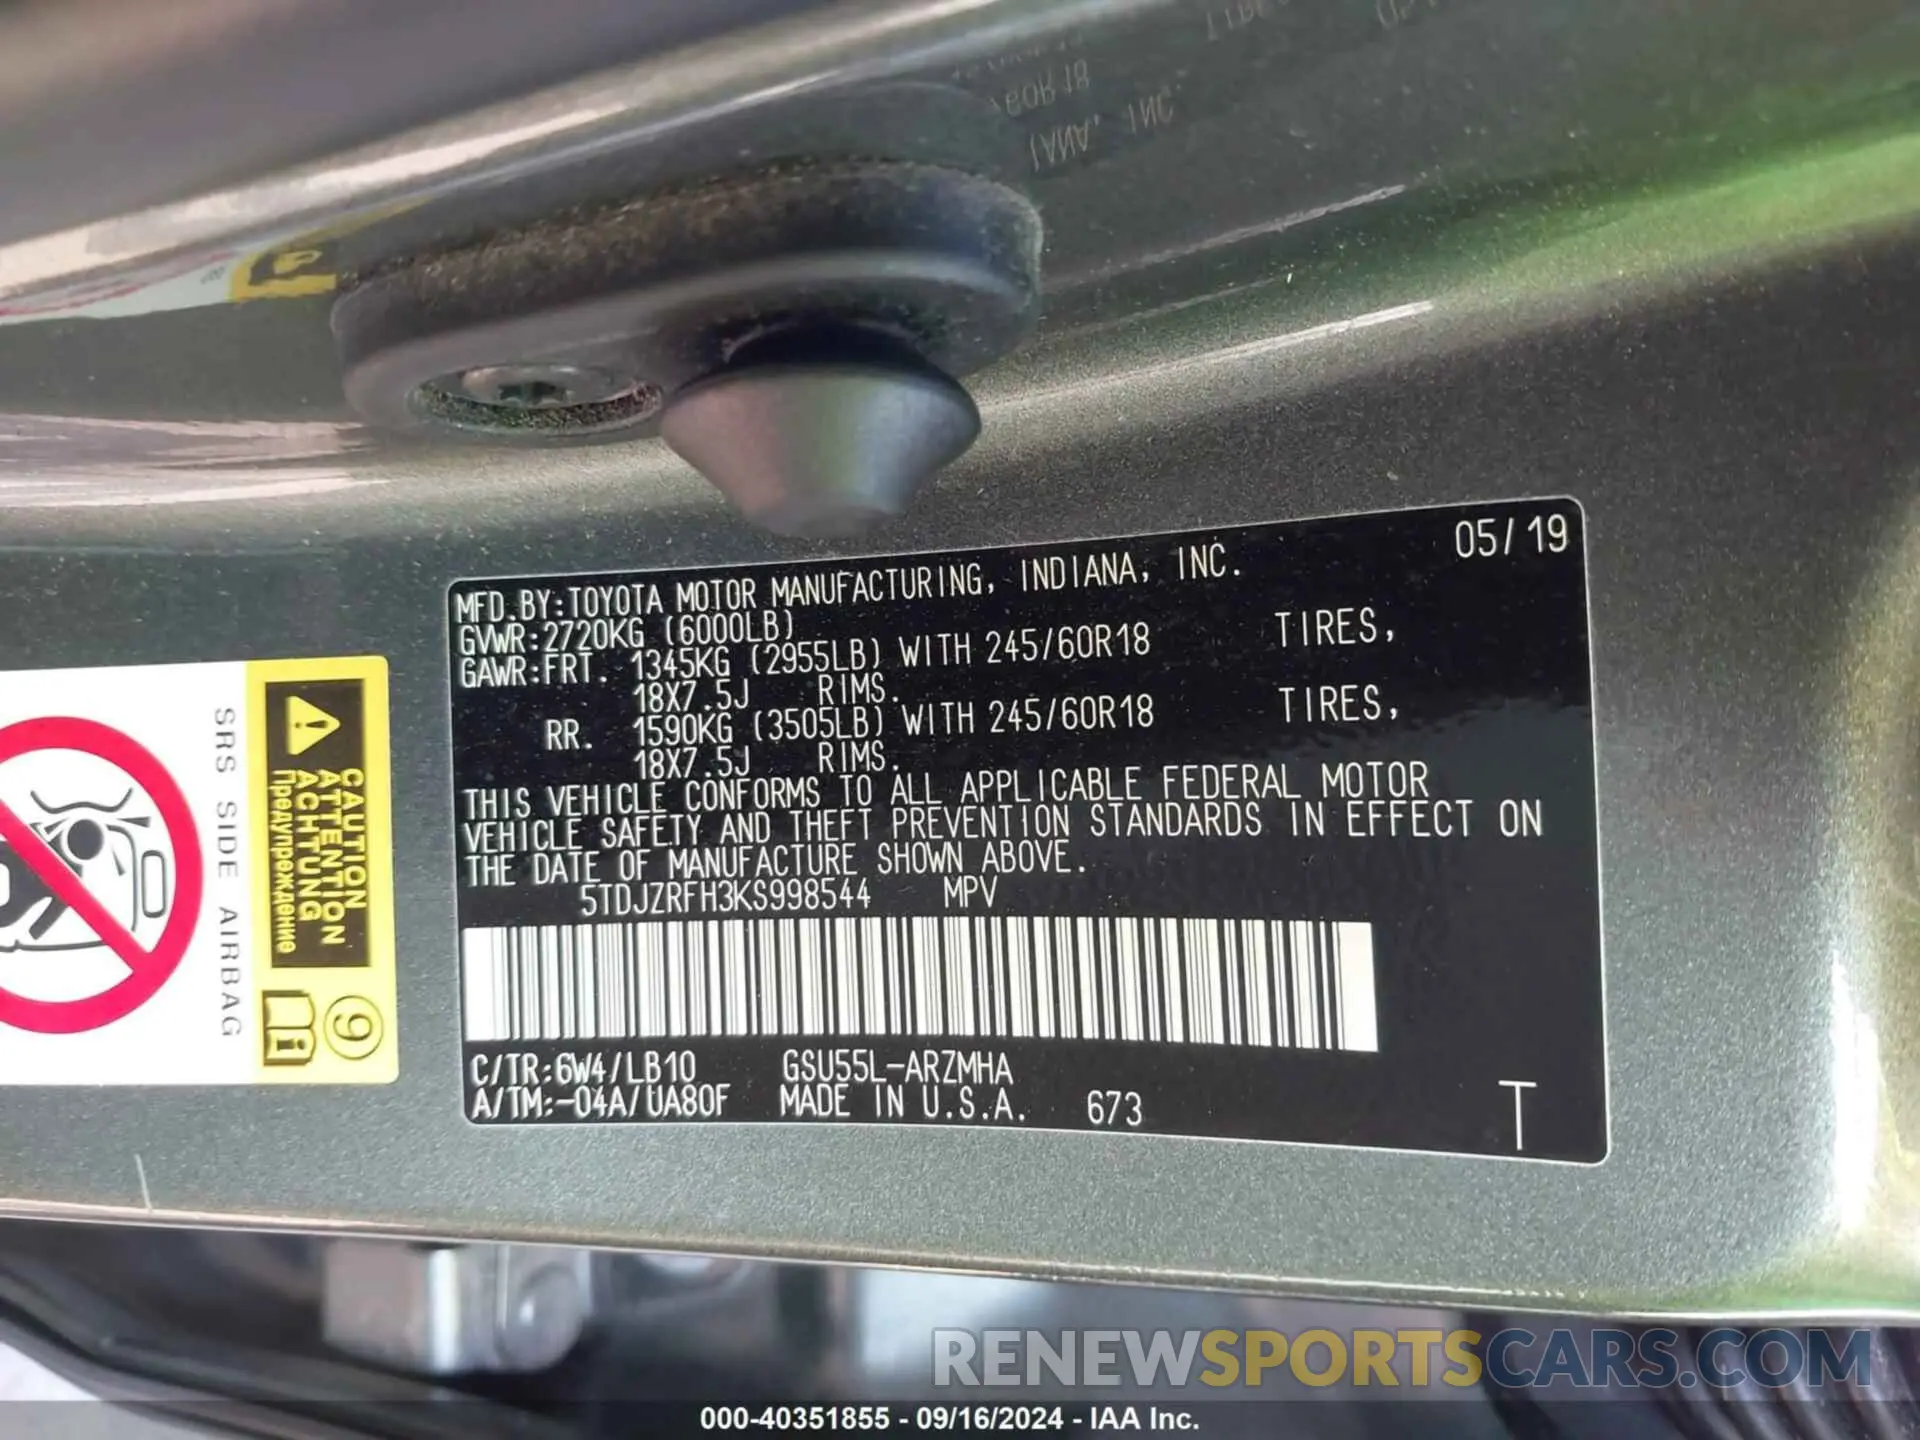 MFD.BY:TOYOTA MOTOR MANUFACTURING, INDIANA, INC. 05/19
GVWR:2720KG (6000LB)
GAWR:FRT. 1345KG (2955LB) WITH 245/60R18 TIRES,
18X7.5J RIMS.
RR. 1590KG (3505LB) WITH 245/60R18 TIRES,
18X7.5J RIMS.
THIS VEHICLE CONFORMS TO ALL APPLICABLE FEDERAL MOTOR
VEHICLE SAFETY AND THEFT PREVENTION STANDARDS IN EFFECT ON
THE DATE OF MANUFACTURE SHOWN ABOVE.
5TDJZRFH3KS998544 MPV
C/TR:6W4/LB10 GSU55L-ARZMHA
A/TM:-04A/UA80F MADE IN U.S.A. 673 T
CAUTION
ATTENTION
ACHTUNG
Предупреждение
SRS SIDE AIRBAG
RENEWSPORTSCARS.COM
000-40351855 - 09/16/2024 - IAA Inc.